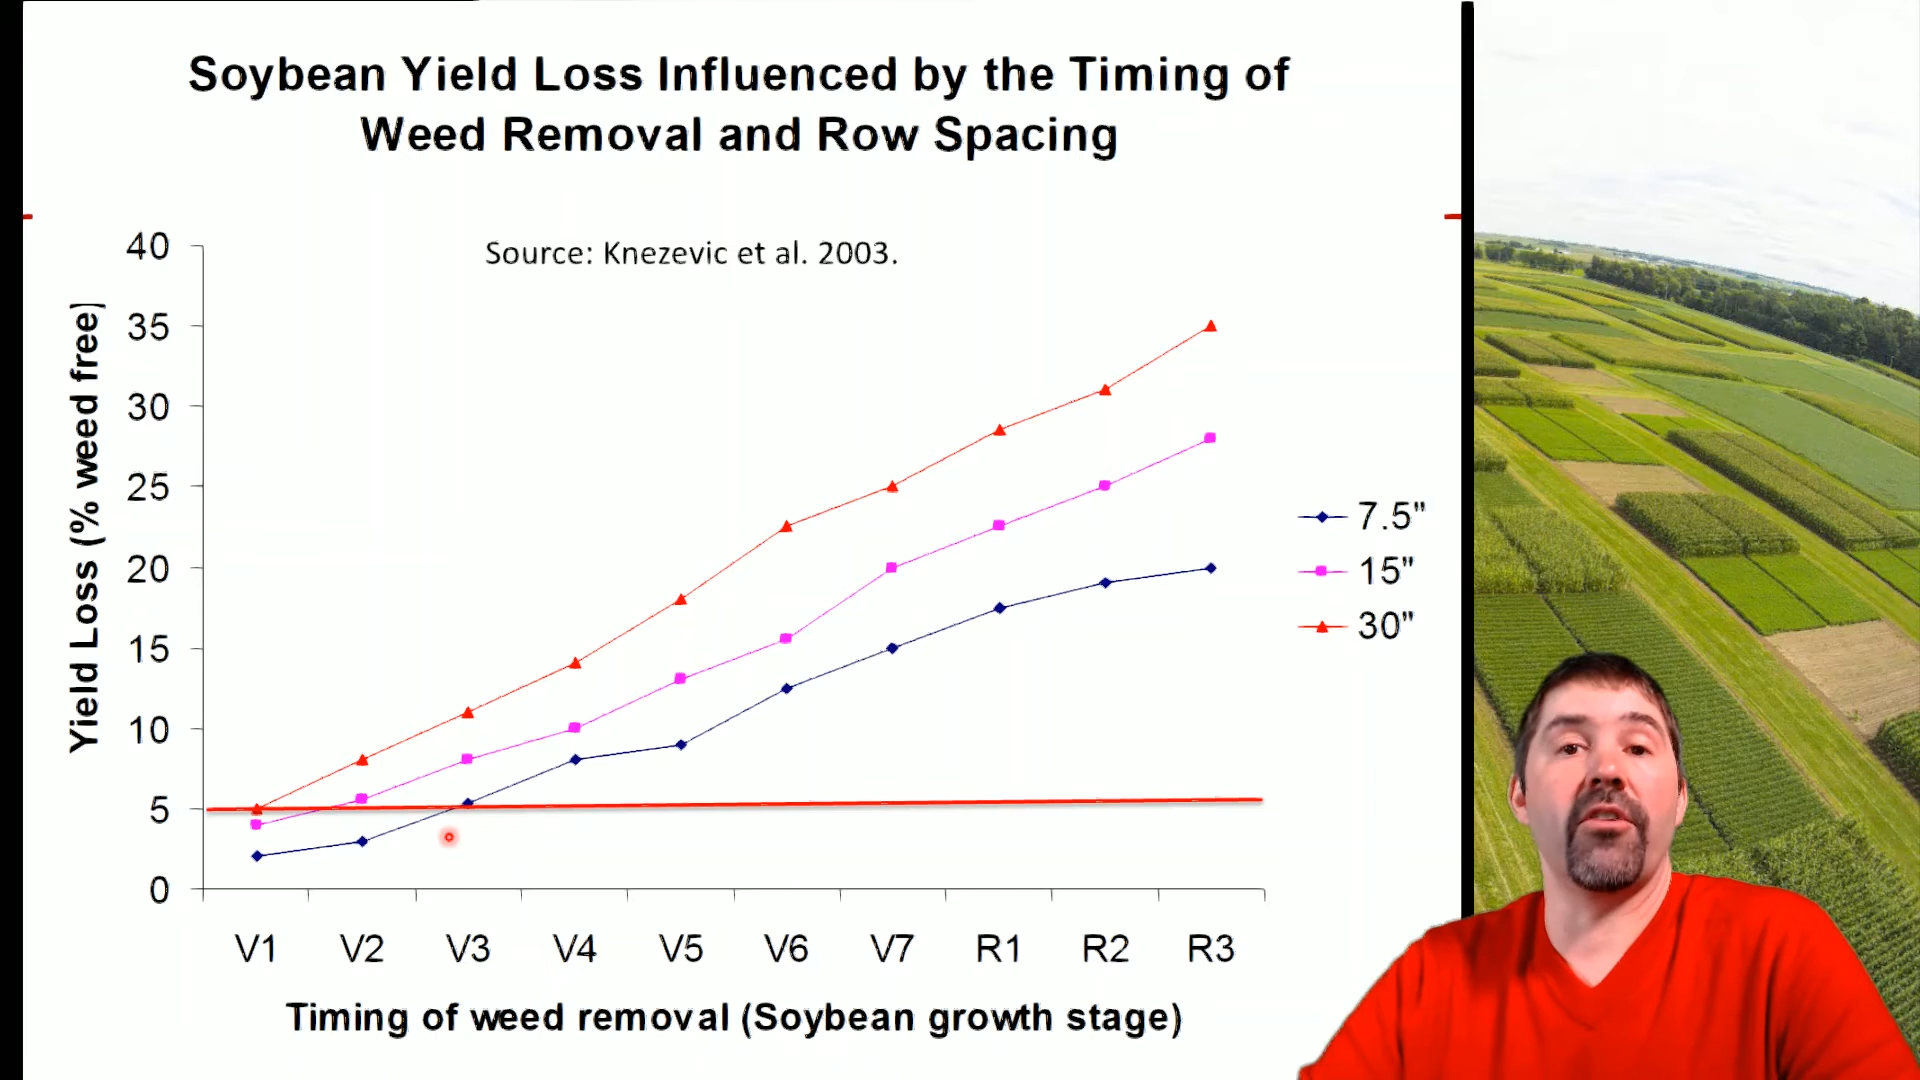 Soybean Yield Loss Influenced by the Timing of
Weed Removal and Row Spacing
Source: Knezevic et al. 2003.
Yield Loss (% weed free)
40
35
30
25
20
15
10
5
0
V1 V2 V3 V4 V5 V6 V7 R1 R2 R3
Timing of weed removal (Soybean growth stage)
7.5"
15"
30"